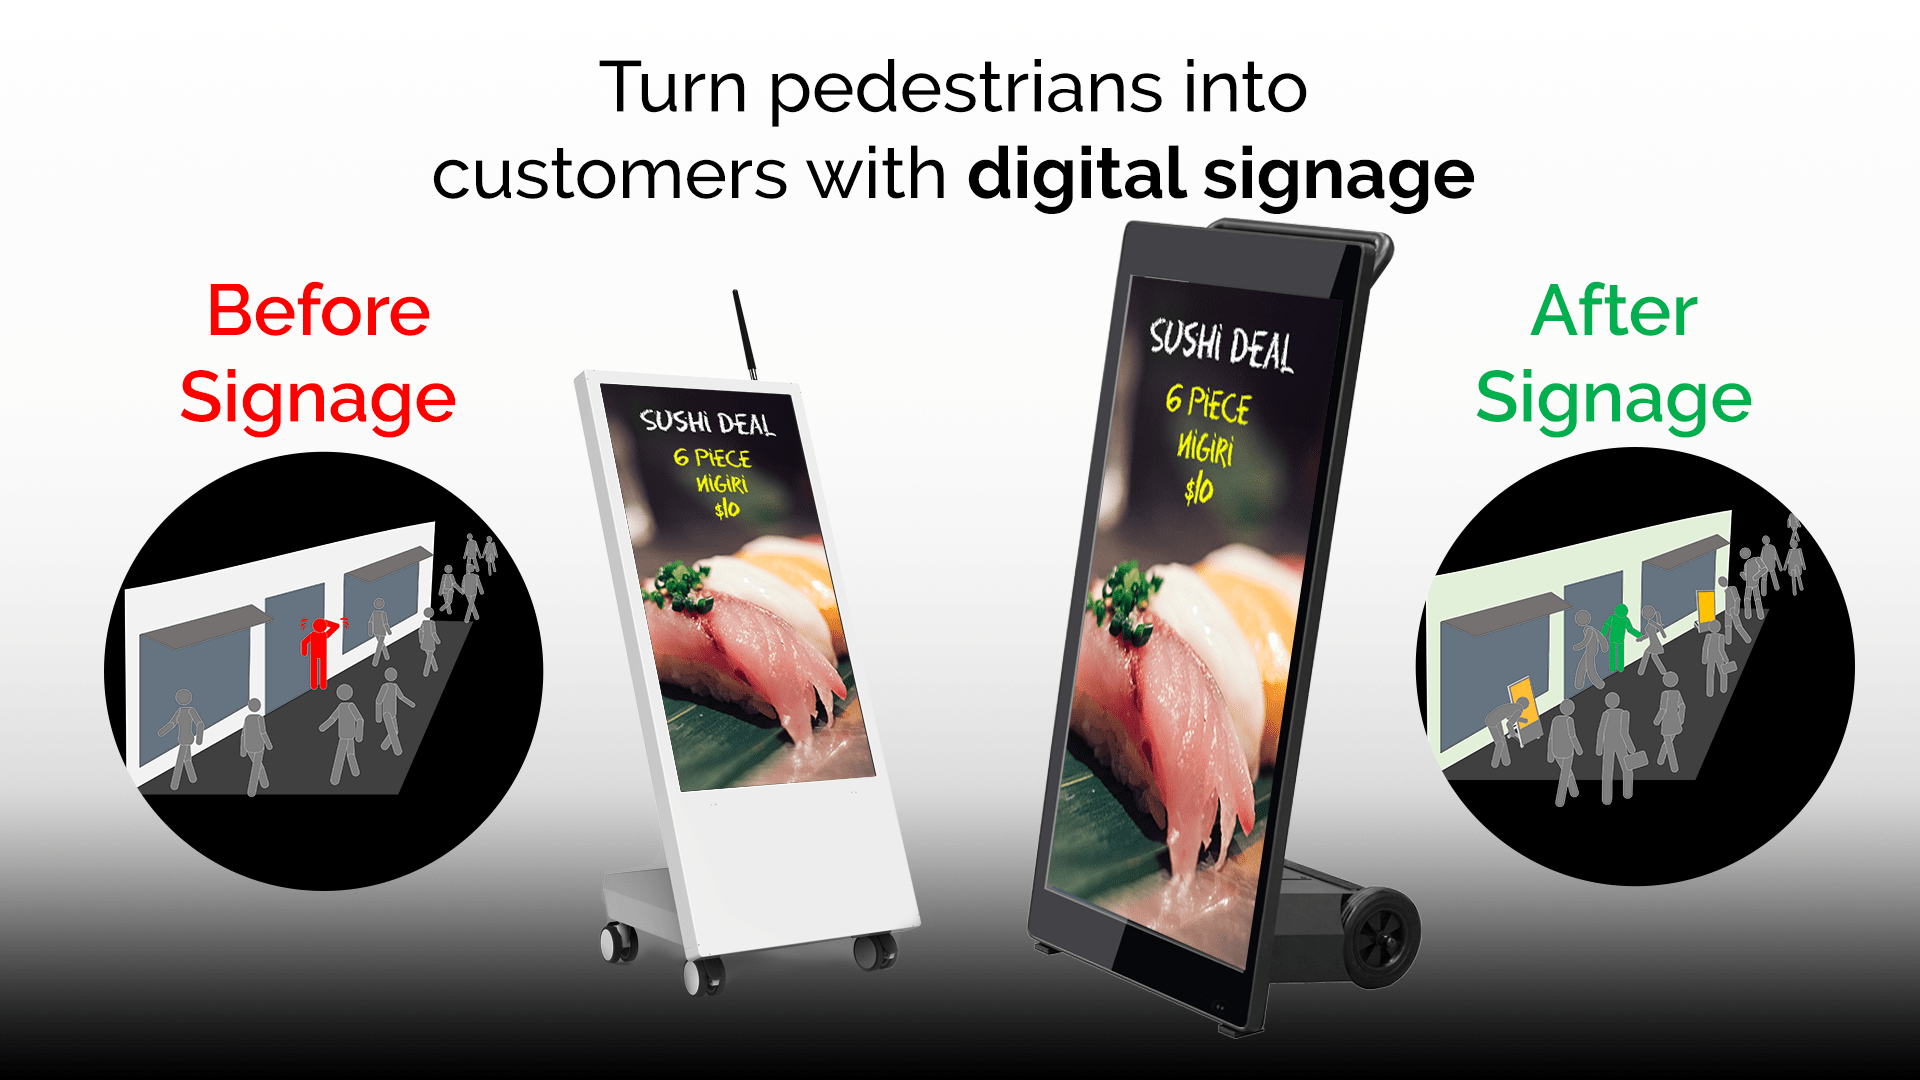 Turn pedestrians into
customers with digital signage
Before
Signage
SUSHi DEAL
6 PiECE
NiGiRi
$10
SUSHi DEAL
6 PiECE
NiGiRi
$10
After
Signage